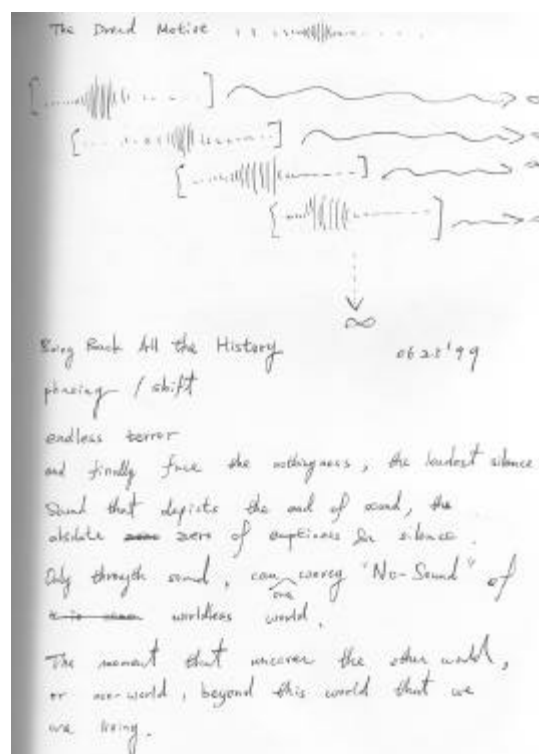 The Dread Motive
∞
Bring Back All the History 06 23 '99
phasing / shift
endless terror
and finally face the nothingness, the loudest silence
Sound that depicts the end of sound, the
absolute zero of emptiness in silence.
Only through sound, can one convey "No-Sound" of
worldless world.
The moment that uncover the other world,
or non-world, beyond this world that we
are living.